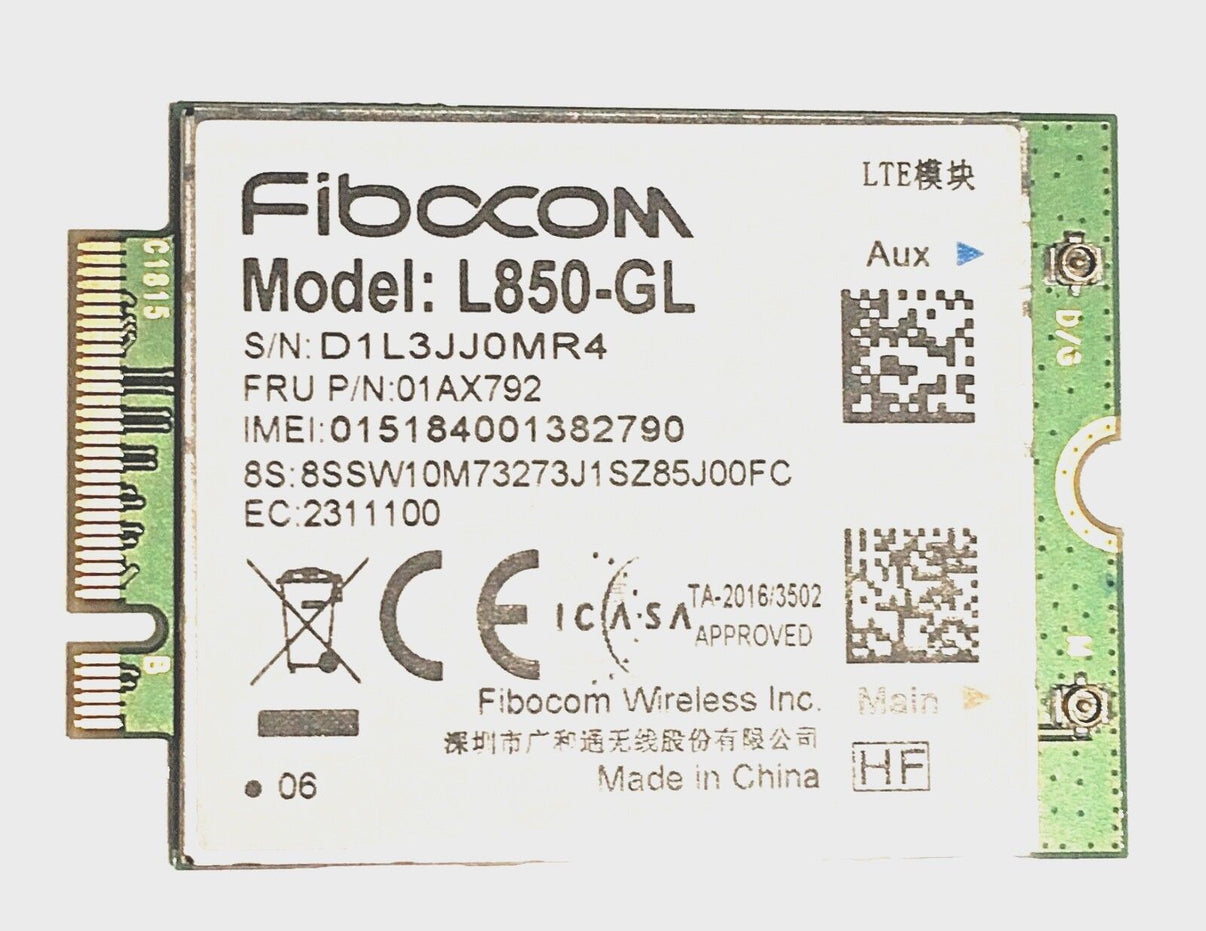 Fibocom
LTE模块
Model: L850-GL
Aux
S/N: D1L3JJ0MR4
FRU P/N:01AX792
IMEI:015184001382790
8S:8SSW10M73273J1SZ85J00FC
EC:2311100
ICASA
TA-2016/3502
APPROVED
Fibocom Wireless Inc.
Main
深圳市广和通无线股份有限公司
Made in China
HF
06
C1815
B
D/G
M